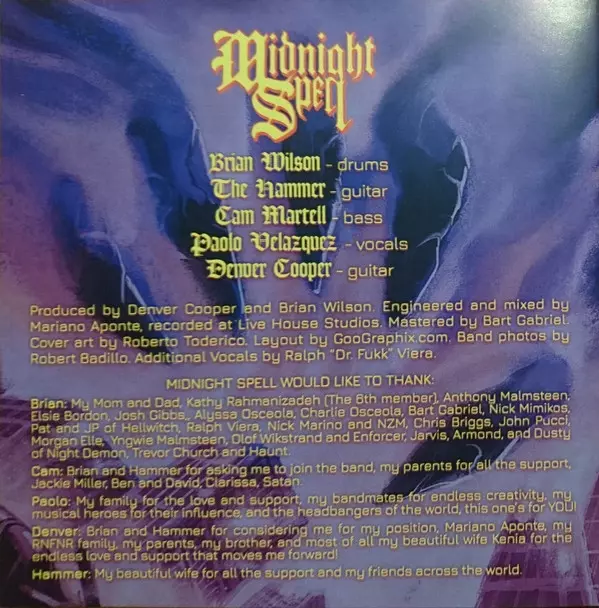 Midnight
Spell
Brian Wilson - drums
The Hammer - guitar
Cam Martell - bass
Paolo Velazquez - vocals
Denver Cooper - guitar
Produced by Denver Cooper and Brian Wilson. Engineered and mixed by
Mariano Aponte, recorded at Live House Studios. Mastered by Bart Gabriel.
Cover art by Roberto Toderico. Layout by GooGraphix.com. Band photos by
Robert Badillo. Additional Vocals by Ralph "Dr. Fukk" Viera.
MIDNIGHT SPELL WOULD LIKE TO THANK:
Brian: My Mom and Dad, Kathy Rahmanizadeh (The 6th member), Anthony Malmsteen,
Elsie Bordon, Josh Gibbs, Alyssa Osceola, Charlie Osceola, Bart Gabriel, Nick Mimikos,
Pat and JP of Hellwitch, Ralph Viera, Nick Marino and NZM, Chris Briggs, John Pucci,
Morgan Elle, Yngwie Malmsteen, Olof Wikstrand and Enforcer, Jarvis, Armond, and Dusty
of Night Demon, Trevor Church and Haunt.
Cam: Brian and Hammer for asking me to join the band, my parents for all the support,
Jackie Miller, Ben and David, Clarissa, Satan.
Paolo: My family for the love and support, my bandmates for endless creativity, my
musical heroes for their influence, and the headbangers of the world, this one's for YOU!
Denver: Brian and Hammer for considering me for my position, Mariano Aponte, my
RNFNR family, my parents, my brother, and most of all my beautiful wife Kenia for the
endless love and support that moves me forward!
Hammer: My beautiful wife for all the support and my friends across the world.